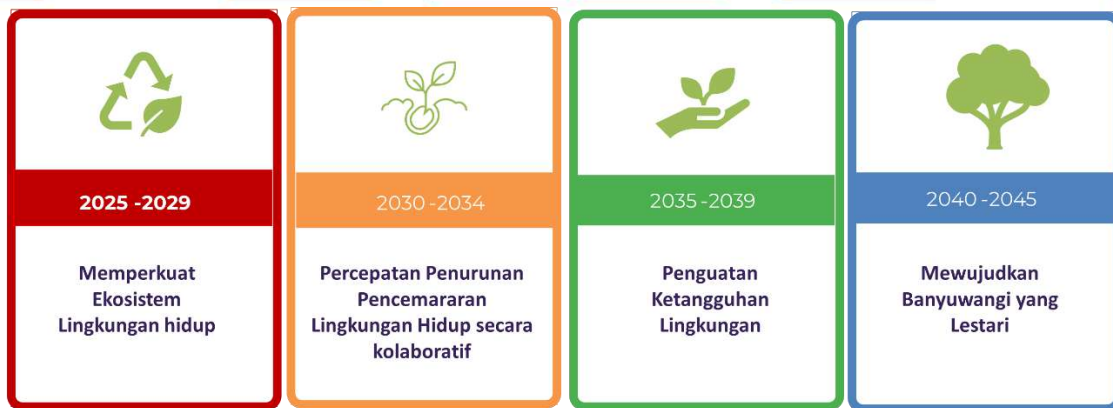 2025 -2029
Memperkuat
Ekosistem
Lingkungan hidup
2030 -2034
Percepatan Penurunan
Pencemararan
Lingkungan Hidup secara
kolaboratif
2035 -2039
Penguatan
Ketangguhan
Lingkungan
2040 -2045
Mewujudkan
Banyuwangi yang
Lestari